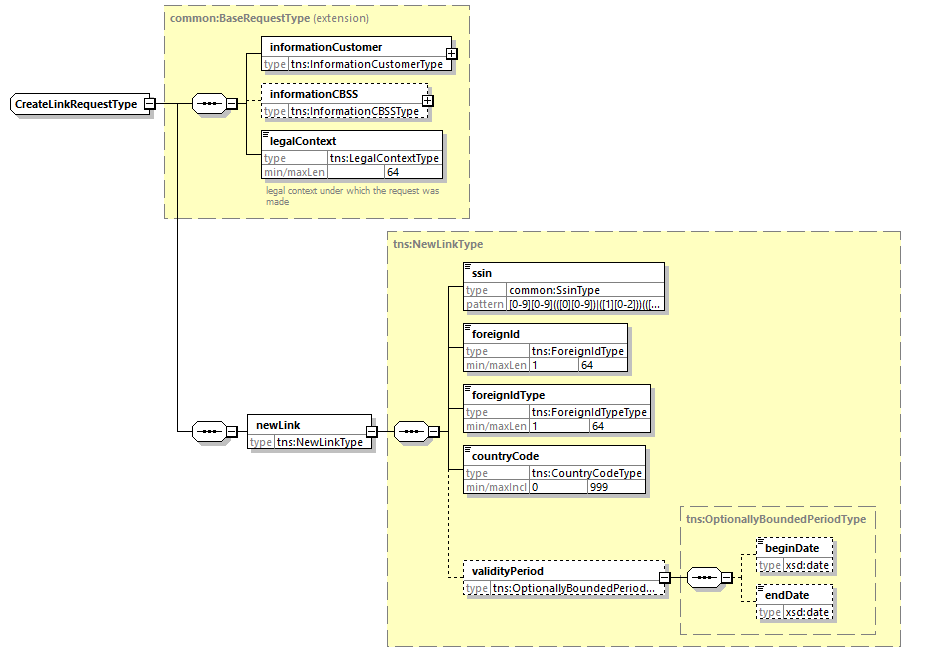 common:BaseRequestType (extension)
informationCustomer
type tns:InformationCustomerType
CreateLinkRequestType
informationCBSS
type tns:InformationCBSSType
legalContext
type tns:LegalContextType
min/maxLen 64
legal context under which the request was
made
tns:NewLinkType
ssin
type common:SsinType
pattern [0-9][0-9](([0][0-9])|([1][0-2]))(([...
foreignId
type tns:ForeignIdType
min/maxLen 1 64
foreignIdType
type tns:ForeignIdTypeType
min/maxLen 1 64
newLink
type tns:NewLinkType
countryCode
type tns:CountryCodeType
min/maxIncl 0 999
tns:OptionallyBoundedPeriodType
validityPeriod
type tns:OptionallyBoundedPeriod...
beginDate
type xsd:date
endDate
type xsd:date